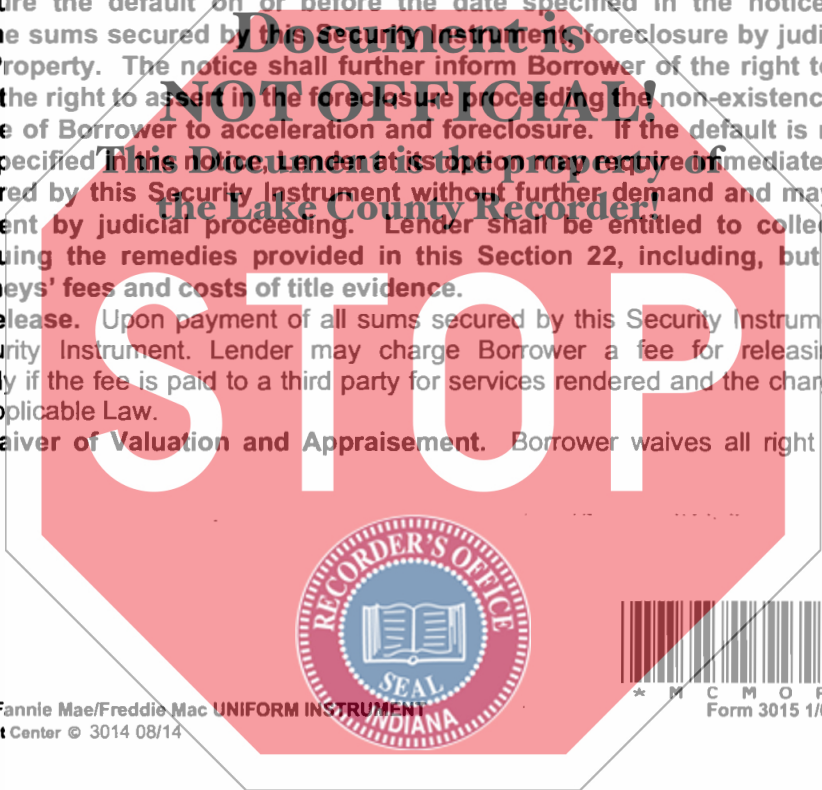 ure the default on or before the date specified in the notice
Document is
e sums secured by this Security Instrument, foreclosure by judi
roperty. The notice shall further inform Borrower of the right to
NOT OFFICIAL!
the right to assert in the foreclosure proceeding the non-existenc
e of Borrower to acceleration and foreclosure. If the default is n
This Document is the property of
pecified in this notice, Lender at its option may require immediate
red by this Security Instrument without further demand and may
the Lake County Recorder!
ent by judicial proceeding. Lender shall be entitled to collec
uing the remedies provided in this Section 22, including, but
eys' fees and costs of title evidence.
elease. Upon payment of all sums secured by this Security Instrum
urity Instrument. Lender may charge Borrower a fee for releasin
ly if the fee is paid to a third party for services rendered and the charg
pplicable Law.
STOP
aiver of Valuation and Appraisement. Borrower waives all right
RECORDER'S OFFICE
SEAL
INDIANA
* M C M O F
Fannie Mae/Freddie Mac UNIFORM INSTRUMENT
Form 3015 1/0
t Center © 3014 08/14